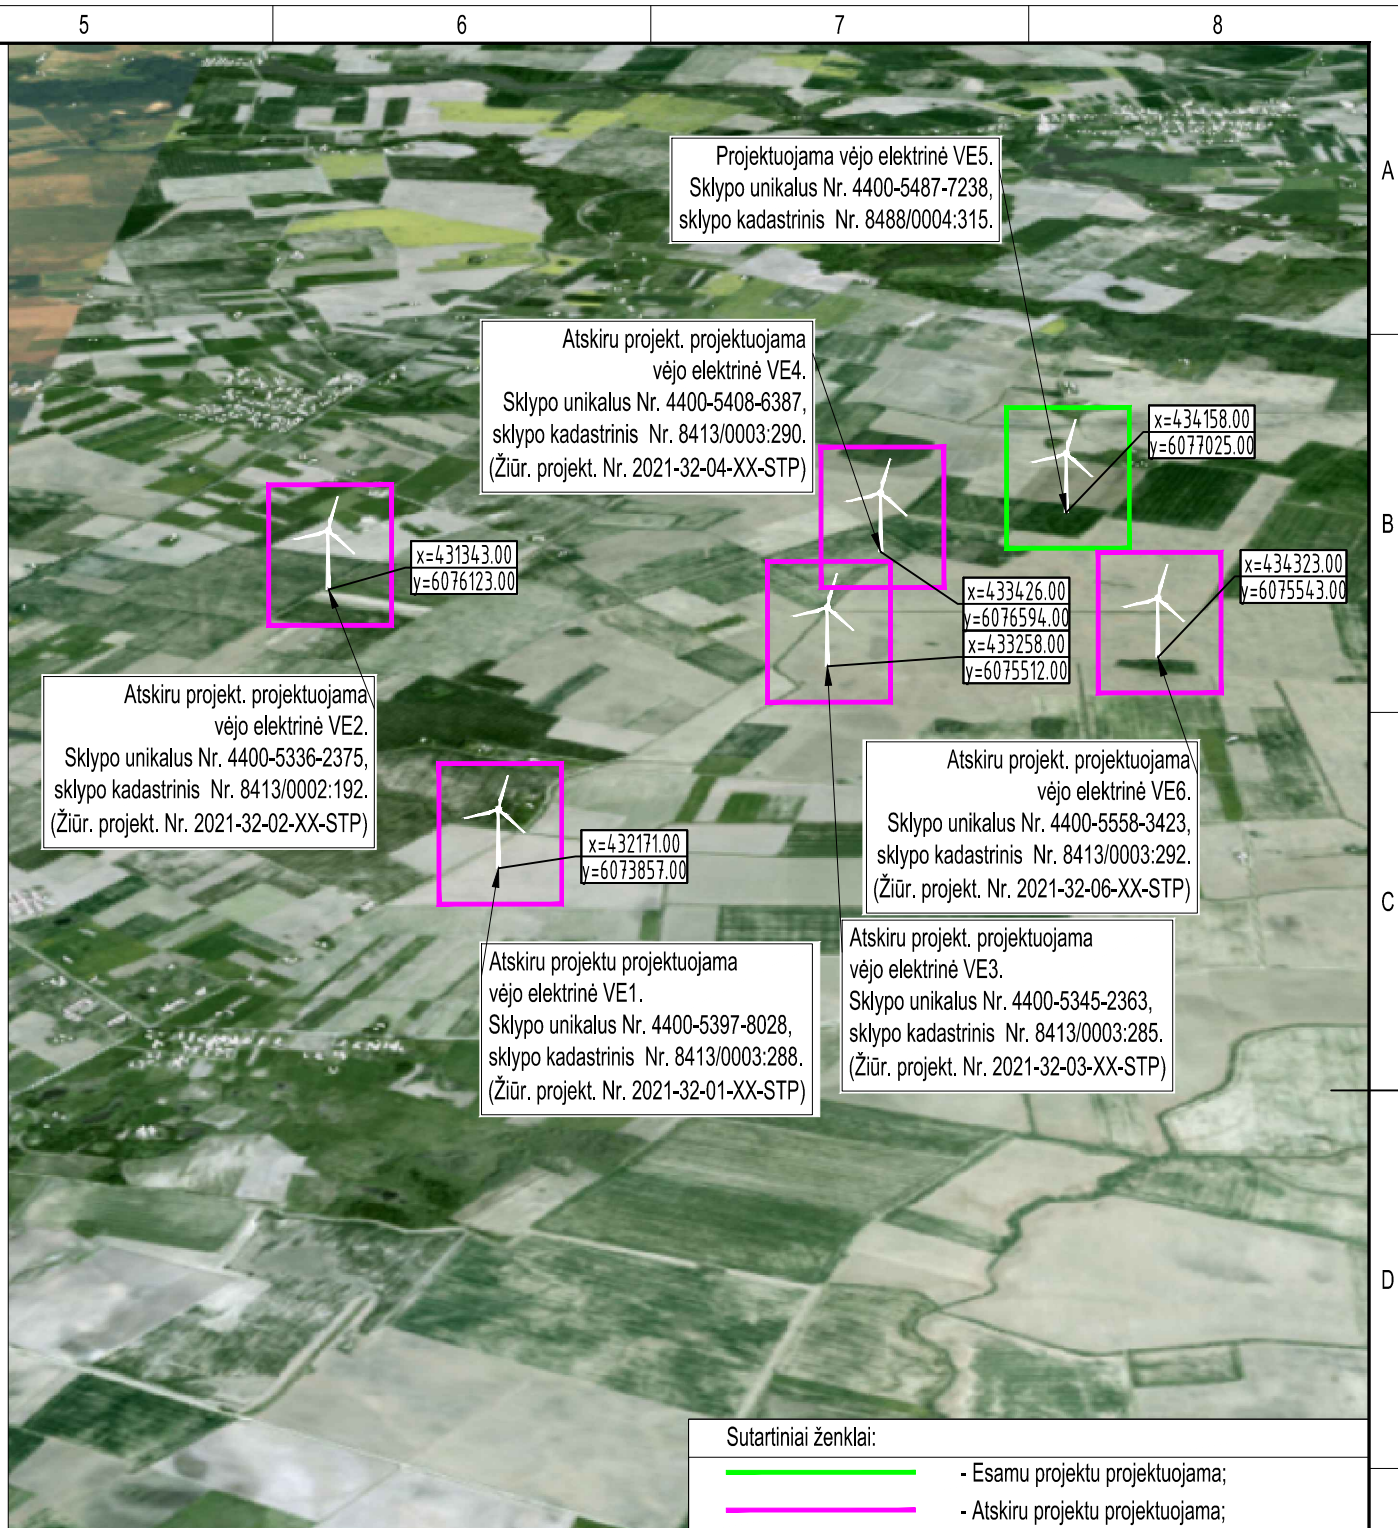 5
6
7
8
A
B
C
D
Projektuojama vėjo elektrinė VE5.
Sklypo unikalus Nr. 4400-5487-7238,
sklypo kadastrinis Nr. 8488/0004:315.
Atskiru projekt. projektuojama
vėjo elektrinė VE4.
Sklypo unikalus Nr. 4400-5408-6387,
sklypo kadastrinis Nr. 8413/0003:290.
(Žiūr. projekt. Nr. 2021-32-04-XX-STP)
x=434158.00
y=6077025.00
x=431343.00
y=6076123.00
x=433426.00
y=6076594.00
x=433258.00
y=6075512.00
x=434323.00
y=6075543.00
Atskiru projekt. projektuojama
vėjo elektrinė VE2.
Sklypo unikalus Nr. 4400-5336-2375,
sklypo kadastrinis Nr. 8413/0002:192.
(Žiūr. projekt. Nr. 2021-32-02-XX-STP)
Atskiru projekt. projektuojama
vėjo elektrinė VE6.
Sklypo unikalus Nr. 4400-5558-3423,
sklypo kadastrinis Nr. 8413/0003:292.
(Žiūr. projekt. Nr. 2021-32-06-XX-STP)
x=432171.00
y=6073857.00
Atskiru projektu projektuojama
vėjo elektrinė VE1.
Sklypo unikalus Nr. 4400-5397-8028,
sklypo kadastrinis Nr. 8413/0003:288.
(Žiūr. projekt. Nr. 2021-32-01-XX-STP)
Atskiru projekt. projektuojama
vėjo elektrinė VE3.
Sklypo unikalus Nr. 4400-5345-2363,
sklypo kadastrinis Nr. 8413/0003:285.
(Žiūr. projekt. Nr. 2021-32-03-XX-STP)
Sutartiniai ženklai:
- Esamu projektu projektuojama;
- Atskiru projektu projektuojama;